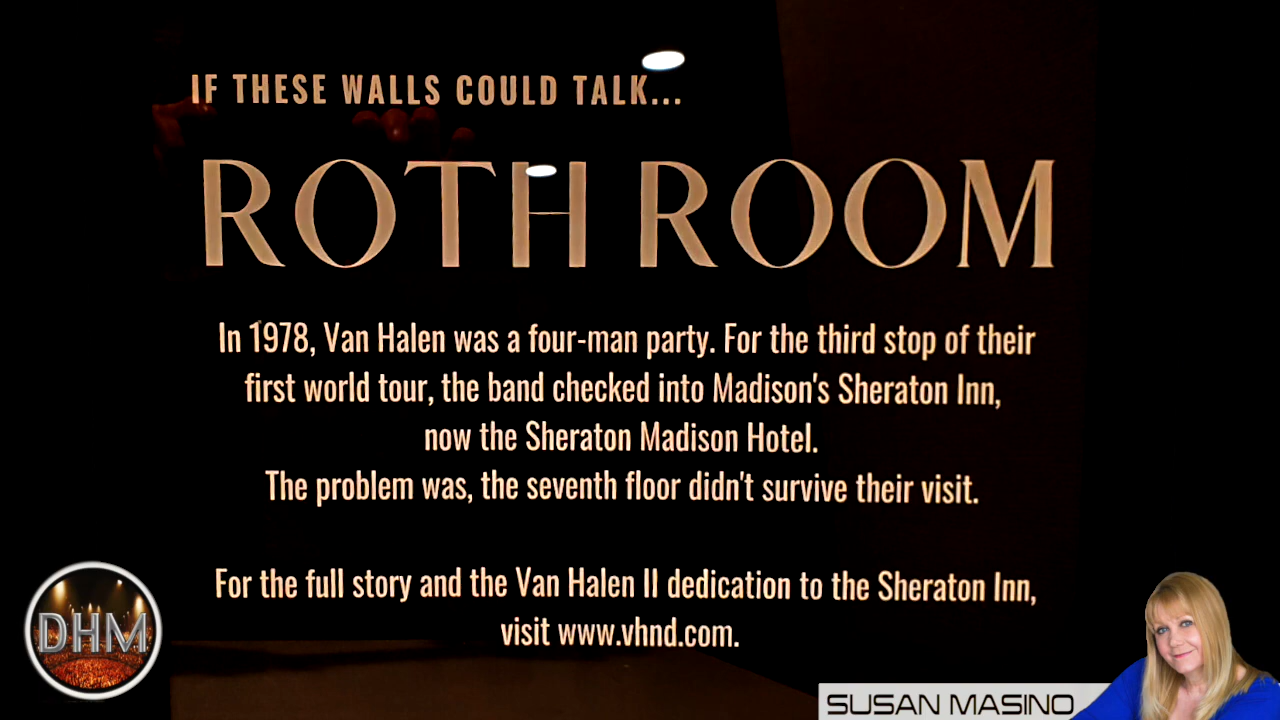 IF THESE WALLS COULD TALK...
ROTH ROOM
In 1978, Van Halen was a four-man party. For the third stop of their
first world tour, the band checked into Madison's Sheraton Inn,
now the Sheraton Madison Hotel.
The problem was, the seventh floor didn't survive their visit.
For the full story and the Van Halen II dedication to the Sheraton Inn,
visit www.vhnd.com.
DHM
SUSAN MASINO